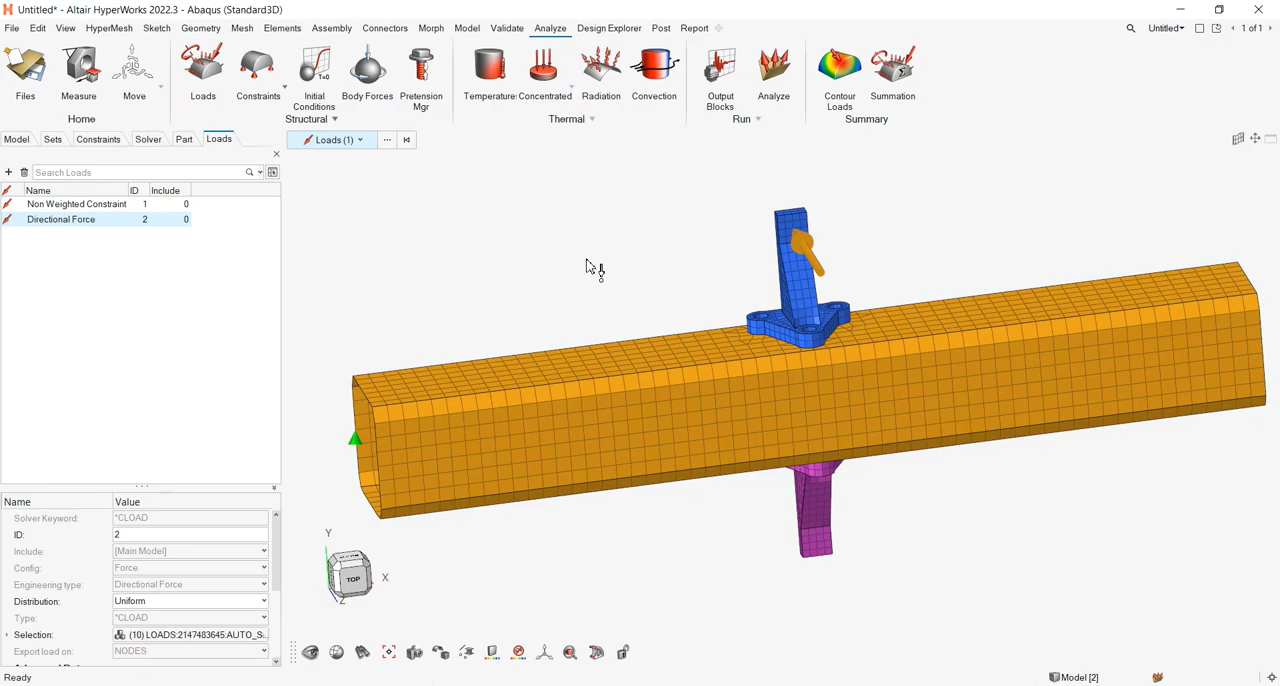 Untitled* - Altair HyperWorks 2022.3 - Abaqus (Standard3D)
File Edit View HyperMesh Sketch Geometry Mesh Elements Assembly Connectors Morph Model Validate Analyze Design Explorer Post Report Untitled 1 of 1
Files Measure Move Loads Constraints Initial Conditions Body Forces Pretension Mgr Temperature: Concentrated Radiation Convection Output Blocks Analyze Contour Loads Summation
T=0
Home Structural Thermal Run Summary
Model Sets Constraints Solver Part Loads
Loads (1)
Search Loads
Name ID Include
Non Weighted Constraint 1 0
Directional Force 2 0
Name Value
Solver Keyword: *CLOAD
ID: 2
Include: [Main Model]
Config: Force
Engineering type: Directional Force
Distribution: Uniform
Type: *CLOAD
Selection: (10) LOADS:2147483645:AUTO_S...
Export load on: NODES
Y
X
Z
TOP
Ready
Model [2]